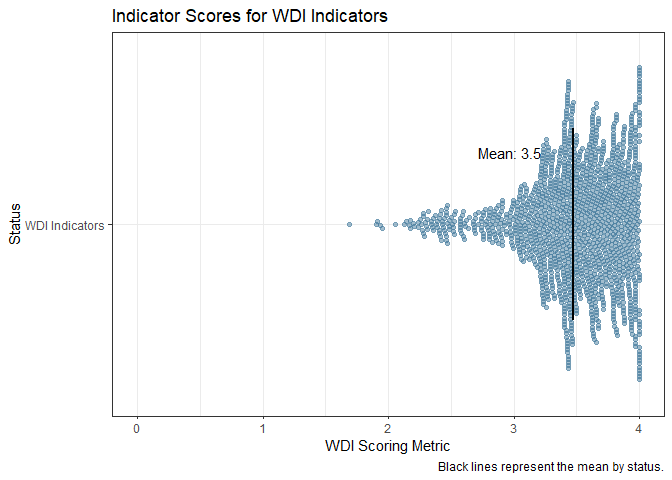 Indicator Scores for WDI Indicators
Status
WDI Indicators
Mean: 3.5
0 1 2 3 4
WDI Scoring Metric
Black lines represent the mean by status.